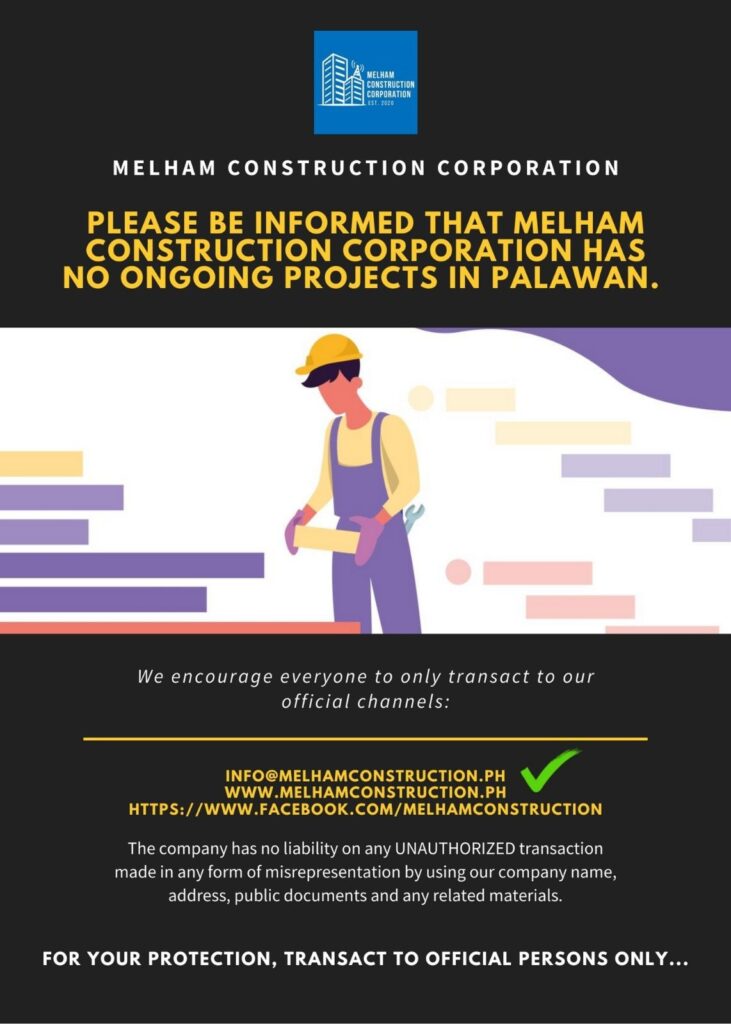 MELHAM
CONSTRUCTION
CORPORATION
EST. 2020
MELHAM CONSTRUCTION CORPORATION
PLEASE BE INFORMED THAT MELHAM
CONSTRUCTION CORPORATION HAS
NO ONGOING PROJECTS IN PALAWAN.
We encourage everyone to only transact to our
official channels:
INFO@MELHAMCONSTRUCTION.PH
WWW.MELHAMCONSTRUCTION.PH
HTTPS://WWW.FACEBOOK.COM/MELHAMCONSTRUCTION
The company has no liability on any UNAUTHORIZED transaction
made in any form of misrepresentation by using our company name,
address, public documents and any related materials.
FOR YOUR PROTECTION, TRANSACT TO OFFICIAL PERSONS ONLY...